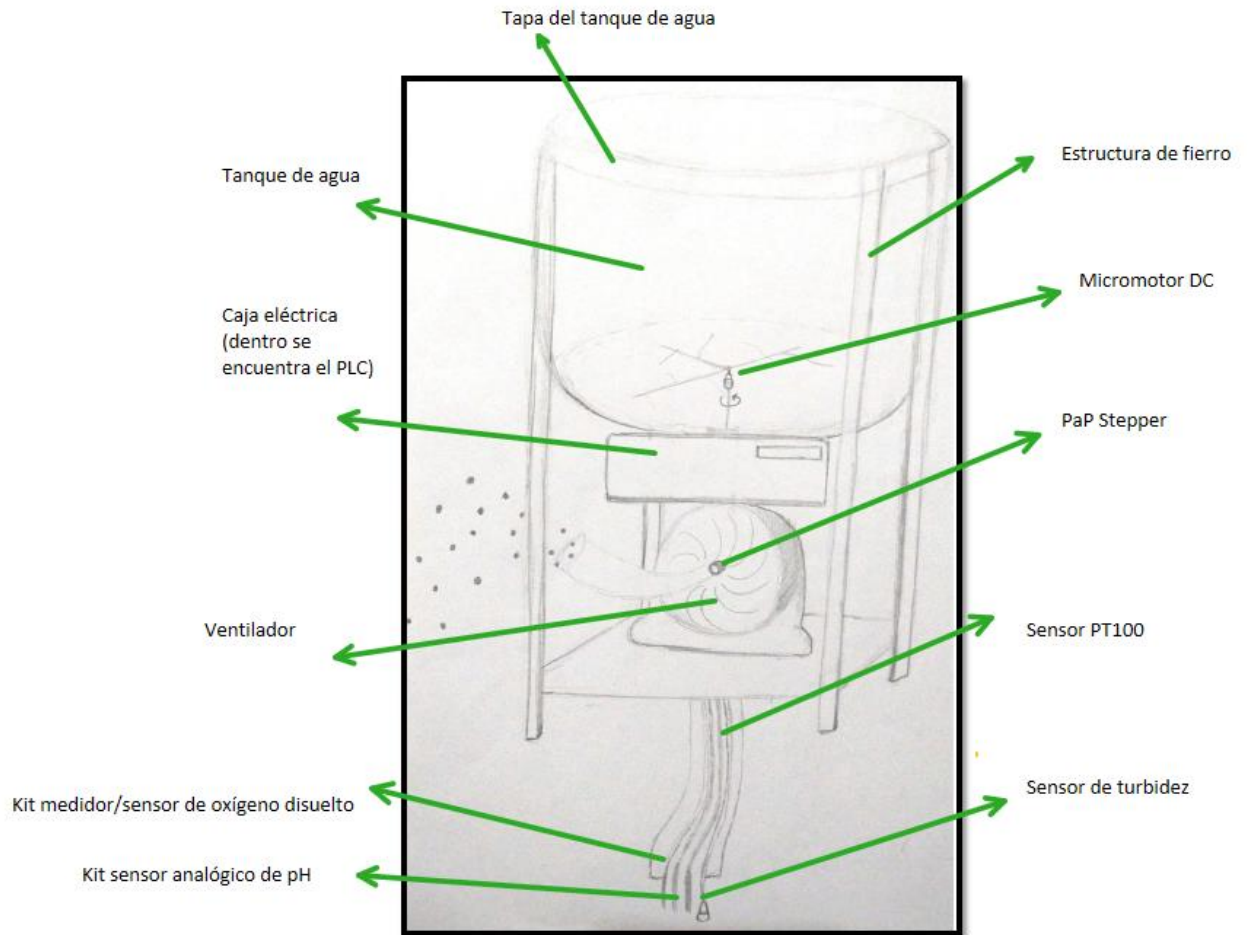 Tapa del tanque de agua
Estructura de fierro
Tanque de agua
Micromotor DC
Caja eléctrica
(dentro se
encuentra el PLC)
PaP Stepper
Ventilador
Sensor PT100
Kit medidor/sensor de oxígeno disuelto
Sensor de turbidez
Kit sensor analógico de pH